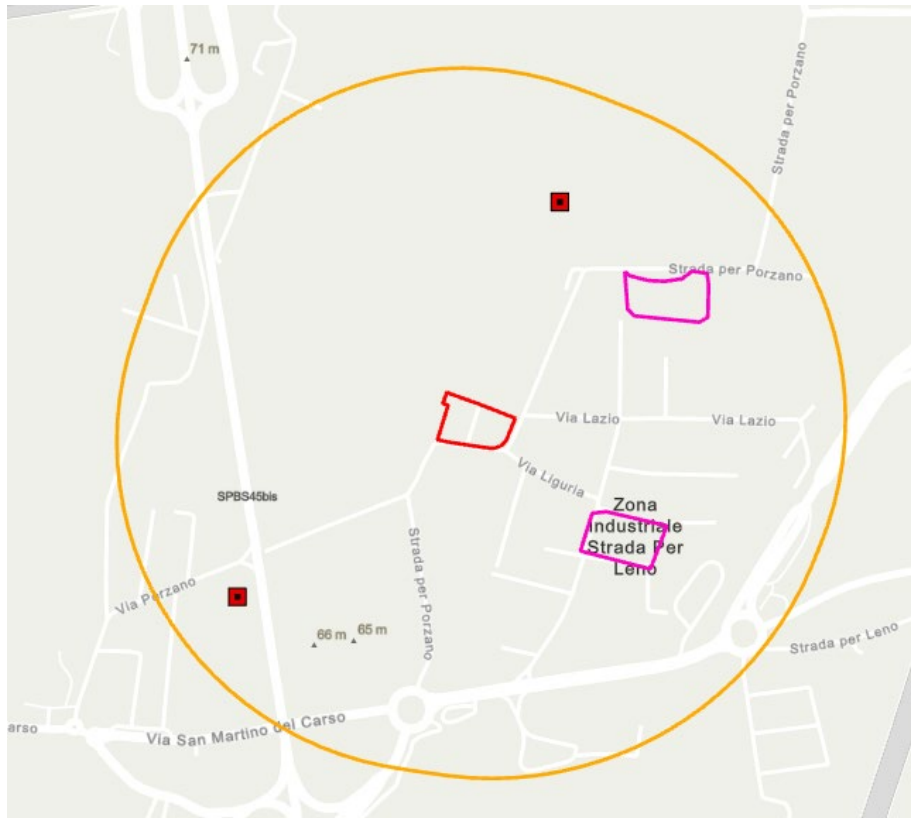 71 m
Strada per Porzano
Strada per Porzano
Via Lazio
Via Lazio
Via Liguria
SPBS45bis
Zona
Industriale
Strada Per
Leno
Strada per Porzano
Via Porzano
66 m
65 m
Strada per Leno
arso
Via San Martino del Carso